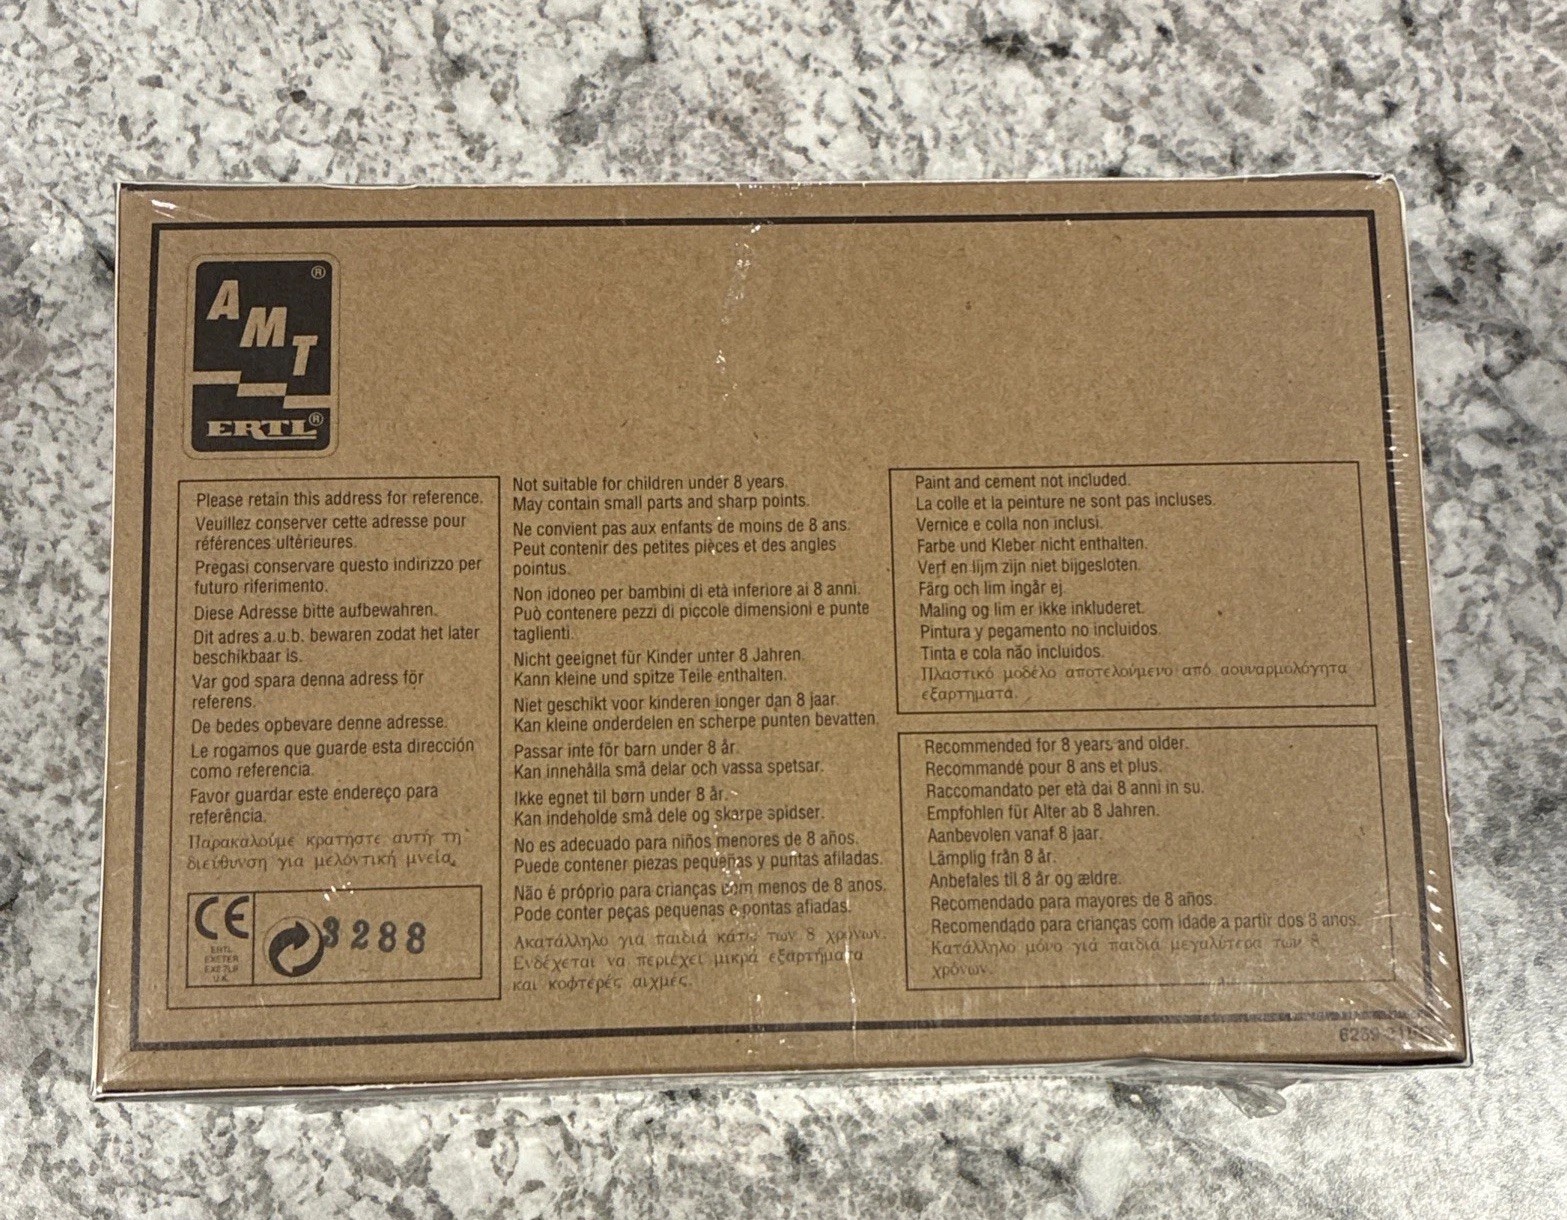 AMT®
ERTL®
Please retain this address for reference.
Veuillez conserver cette adresse pour
références ultérieures.
Pregasi conservare questo indirizzo per
futuro riferimento.
Diese Adresse bitte aufbewahren.
Dit adres a.u.b. bewaren zodat het later
beschikbaar is.
Var god spara denna adress för
referens.
De bedes opbevare denne adresse.
Le rogamos que guarde esta dirección
como referencia.
Favor guardar este endereço para
referência.
Παρακαλούμε κρατήστε αυτή τη
διεύθυνση για μελόντική μνεία.
CE
ERTL
EXETER
EX2 7LB
U.K.
3288
Not suitable for children under 8 years.
May contain small parts and sharp points.
Ne convient pas aux enfants de moins de 8 ans.
Peut contenir des petites pièces et des angles
pointus.
Non idoneo per bambini di età inferiore ai 8 anni.
Può contenere pezzi di piccole dimensioni e punte
taglienti.
Nicht geeignet für Kinder unter 8 Jahren.
Kann kleine und spitze Teile enthalten.
Niet geschikt voor kinderen jonger dan 8 jaar.
Kan kleine onderdelen en scherpe punten bevatten.
Passar inte för barn under 8 år.
Kan innehålla små delar och vassa spetsar.
Ikke egnet til børn under 8 år.
Kan indeholde små dele og skarpe spidser.
No es adecuado para niños menores de 8 años.
Puede contener piezas pequeñas y puntas afiladas.
Não é próprio para crianças com menos de 8 anos.
Pode conter peças pequenas e pontas afiadas.
Ακατάλληλο για παιδιά κάτω των 8 χρόνων.
Ενδέχεται να περιέχει μικρά εξαρτήματα
και κοφτερές αιχμές.
Paint and cement not included.
La colle et la peinture ne sont pas incluses.
Vernice e colla non inclusi.
Farbe und Kleber nicht enthalten.
Verf en lijm zijn niet bijgesloten.
Färg och lim ingår ej.
Maling og lim er ikke inkluderet.
Pintura y pegamento no incluidos.
Tinta e cola não incluidos.
Πλαστικό μοδέλο αποτελούμενο από ασυναρμολόγητα
εξαρτηματά.
Recommended for 8 years and older.
Recommandé pour 8 ans et plus.
Raccomandato per età dai 8 anni in su.
Empfohlen für Alter ab 8 Jahren.
Aanbevolen vanaf 8 jaar.
Lämplig från 8 år.
Anbefales til 8 år og ældre.
Recomendado para mayores de 8 años.
Recomendado para crianças com idade a partir dos 8 anos.
Κατάλληλο μόνο γιά παιδιά μεγαλύτερα των 8
χρόνων.